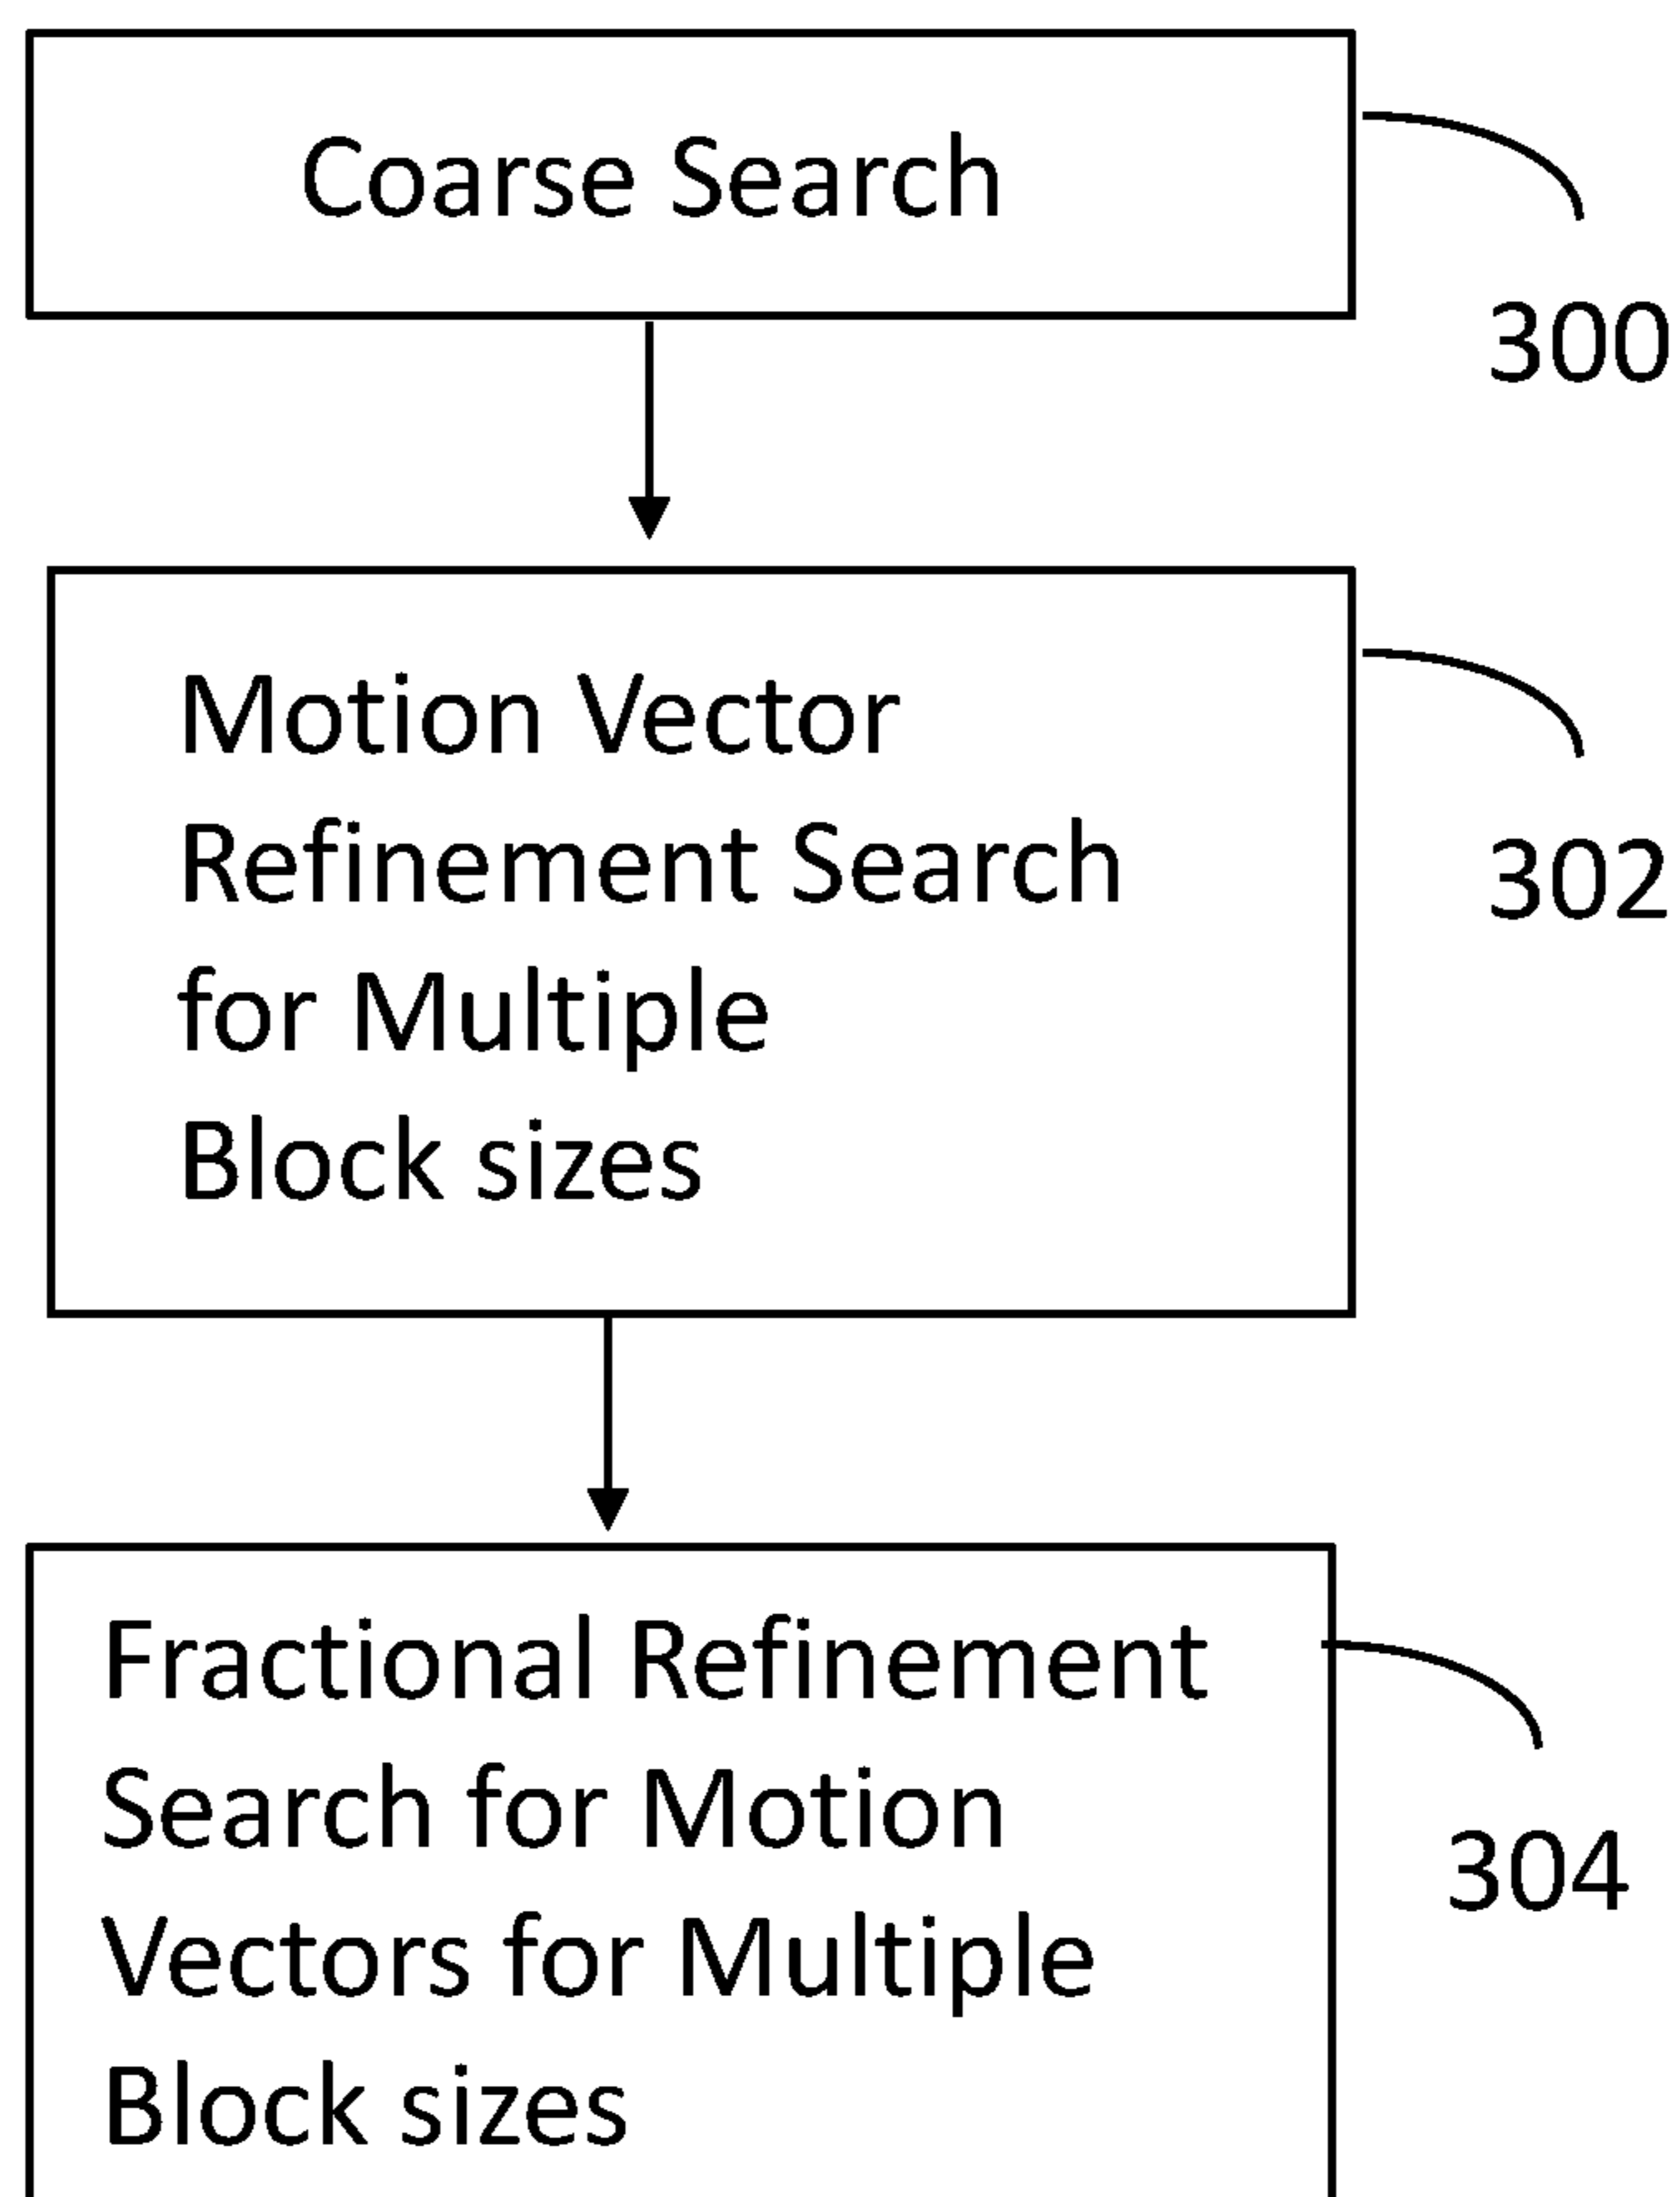 Coarse Search
300
Motion Vector
Refinement Search
for Multiple
Block sizes
302
Fractional Refinement
Search for Motion
Vectors for Multiple
Block sizes
304